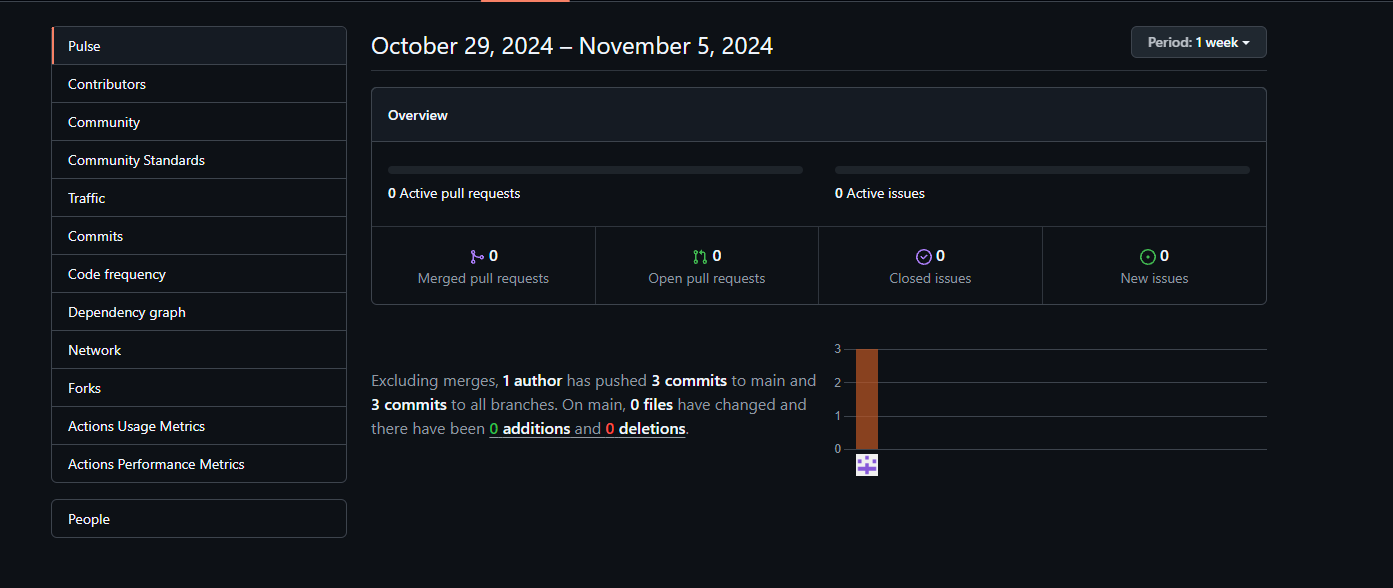 Pulse
Contributors
Community
Community Standards
Traffic
Commits
Code frequency
Dependency graph
Network
Forks
Actions Usage Metrics
Actions Performance Metrics
People
October 29, 2024 – November 5, 2024
Period: 1 week
Overview
0 Active pull requests
0 Active issues
0
Merged pull requests
0
Open pull requests
0
Closed issues
0
New issues
Excluding merges, 1 author has pushed 3 commits to main and
3 commits to all branches. On main, 0 files have changed and
there have been 0 additions and 0 deletions.
3
2
1
0